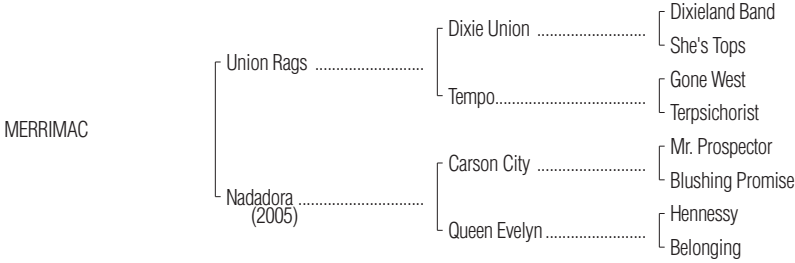 Dixieland Band
Dixie Union ..........................
She's Tops
Union Rags ..........................
Gone West
Tempo....................................
Terpsichorist
MERRIMAC
Mr. Prospector
Carson City ..........................
Blushing Promise
Nadadora ..............................
(2005)
Hennessy
Queen Evelyn ........................
Belonging